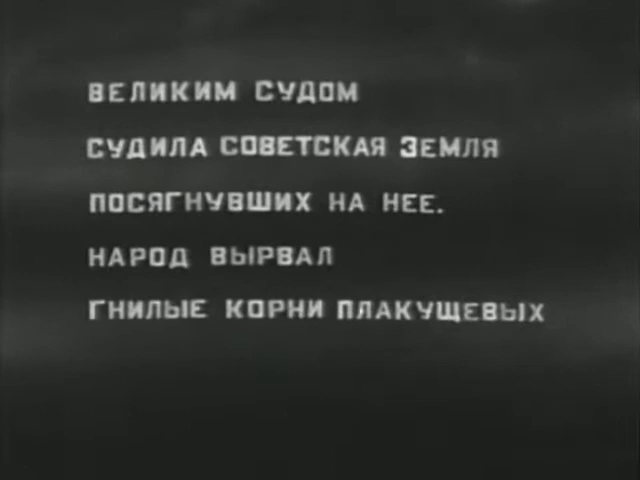 ВЕЛИКИМ СУДОМ
СУДИЛА СОВЕТСКАЯ ЗЕМЛЯ
ПОСЯГНУВШИХ НА НЕЕ.
НАРОД ВЫРВАЛ
ГНИЛЫЕ КОРНИ ПЛАКУЩЕВЫХ